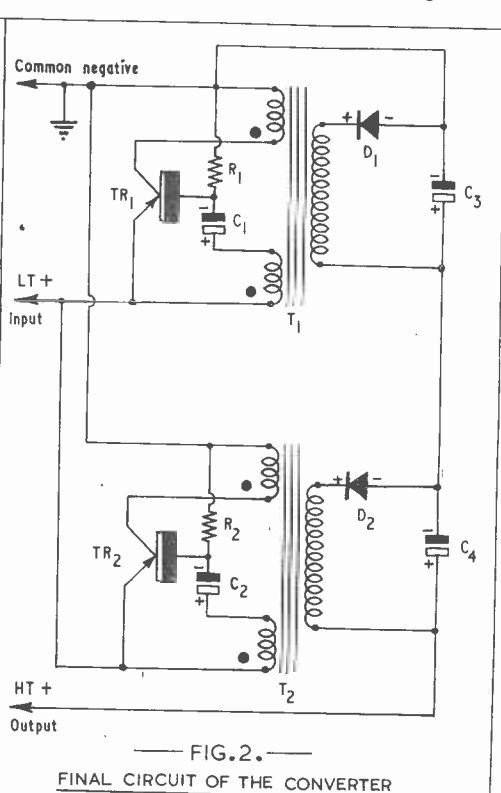 Common negative
+ -
D₁
R₁
TR₁
-
C₁
+
-
C₃
+
LT +
Input
T₁
+ -
D₂
R₂
TR₂
-
C₂
+
-
C₄
+
T₂
HT +
Output
FIG.2.
FINAL CIRCUIT OF THE CONVERTER